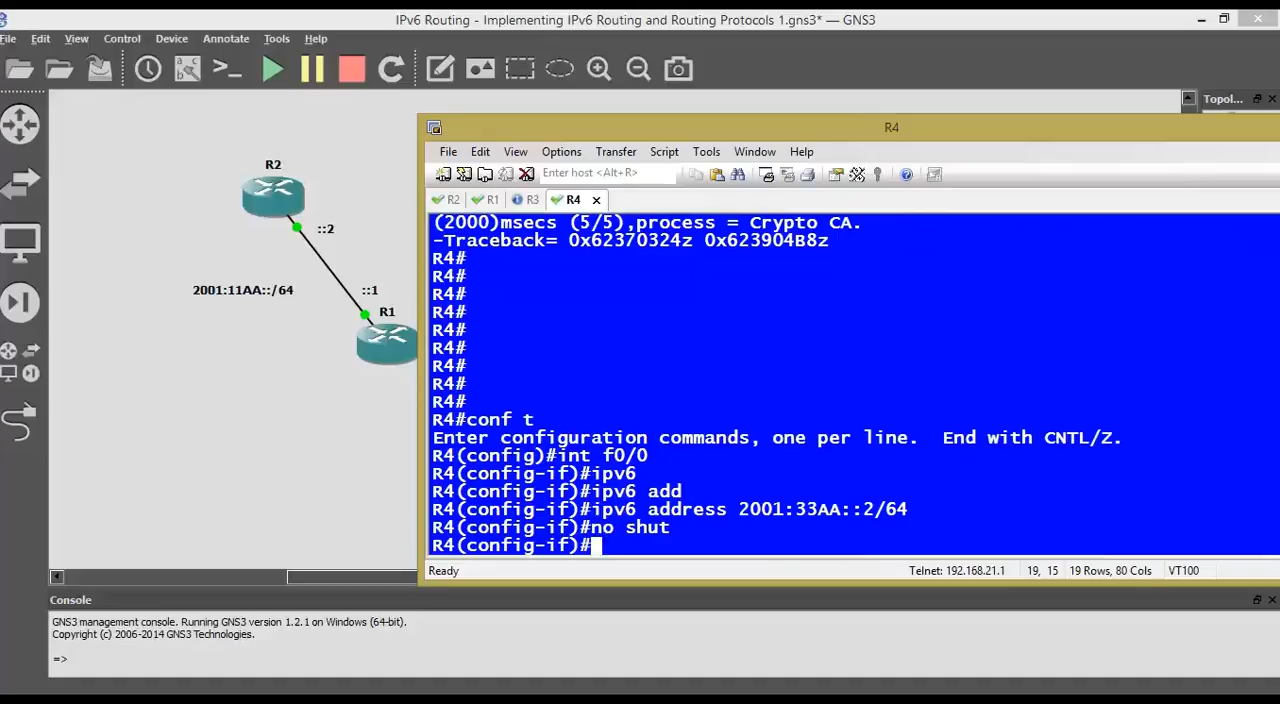 IPv6 Routing - Implementing IPv6 Routing and Routing Protocols 1.gns3* — GNS3
File Edit View Control Device Annotate Tools Help
Topol...
R2
::2
2001:11AA::/64
::1
R1
R4
File Edit View Options Transfer Script Tools Window Help
Enter host <Alt+R>
R2 R1 R3 R4
(2000)msecs (5/5),process = Crypto CA.
-Traceback= 0x62370324z 0x623904B8z
R4#
R4#
R4#
R4#
R4#
R4#
R4#
R4#
R4#
R4#conf t
Enter configuration commands, one per line.  End with CNTL/Z.
R4(config)#int f0/0
R4(config-if)#ipv6
R4(config-if)#ipv6 add
R4(config-if)#ipv6 address 2001:33AA::2/64
R4(config-if)#no shut
R4(config-if)#
Ready Telnet: 192.168.21.1 19, 15 19 Rows, 80 Cols VT100
Console
GNS3 management console. Running GNS3 version 1.2.1 on Windows (64-bit).
Copyright (c) 2006-2014 GNS3 Technologies.
=>